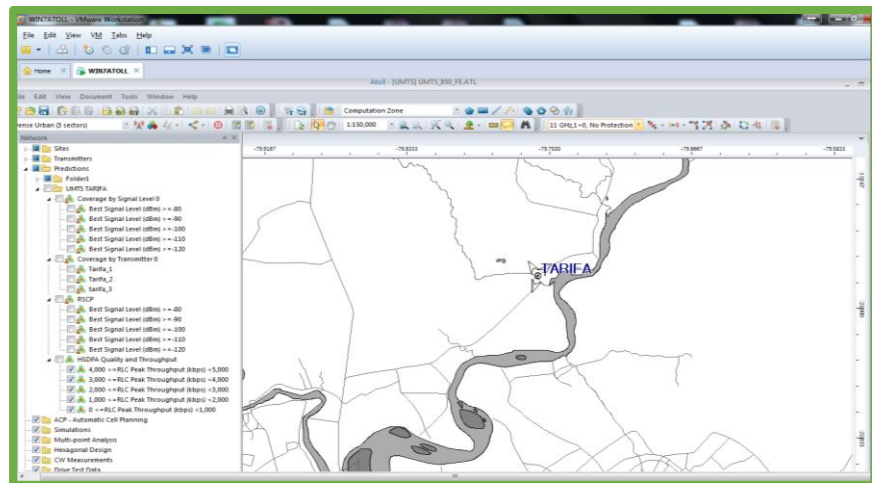 WIN7ATOLL - VMware Workstation
File Edit View VM Tabs Help
Home WIN7ATOLL
Atoll - [UMTS] UMTS_850_FE.ATL
Edit View Document Tools Window Help
Computation Zone
Dense Urban (3 sectors) 1:150,000 11 GHz,1+0, No Protection
Network
Sites
Transmitters
Predictions
Folder1
UMTS TARIFA
Coverage by Signal Level 0
Best Signal Level (dBm) >=-80
Best Signal Level (dBm) >=-90
Best Signal Level (dBm) >=-100
Best Signal Level (dBm) >=-110
Best Signal Level (dBm) >=-120
Coverage by Transmitter 0
Tarifa_1
Tarifa_2
tarifa_3
RSCP
Best Signal Level (dBm) >=-80
Best Signal Level (dBm) >=-90
Best Signal Level (dBm) >=-100
Best Signal Level (dBm) >=-110
Best Signal Level (dBm) >=-120
HSDPA Quality and Throughput
4,000 <=RLC Peak Throughput (kbps) <5,000
3,000 <=RLC Peak Throughput (kbps) <4,000
2,000 <=RLC Peak Throughput (kbps) <3,000
1,000 <=RLC Peak Throughput (kbps) <2,000
0 <=RLC Peak Throughput (kbps) <1,000
ACP - Automatic Cell Planning
Simulations
Multi-point Analysis
Hexagonal Design
CW Measurements
Drive Test Data
-79.9167 -79.8333 -79.7500 -79.6667 -79.5833
TARIFA